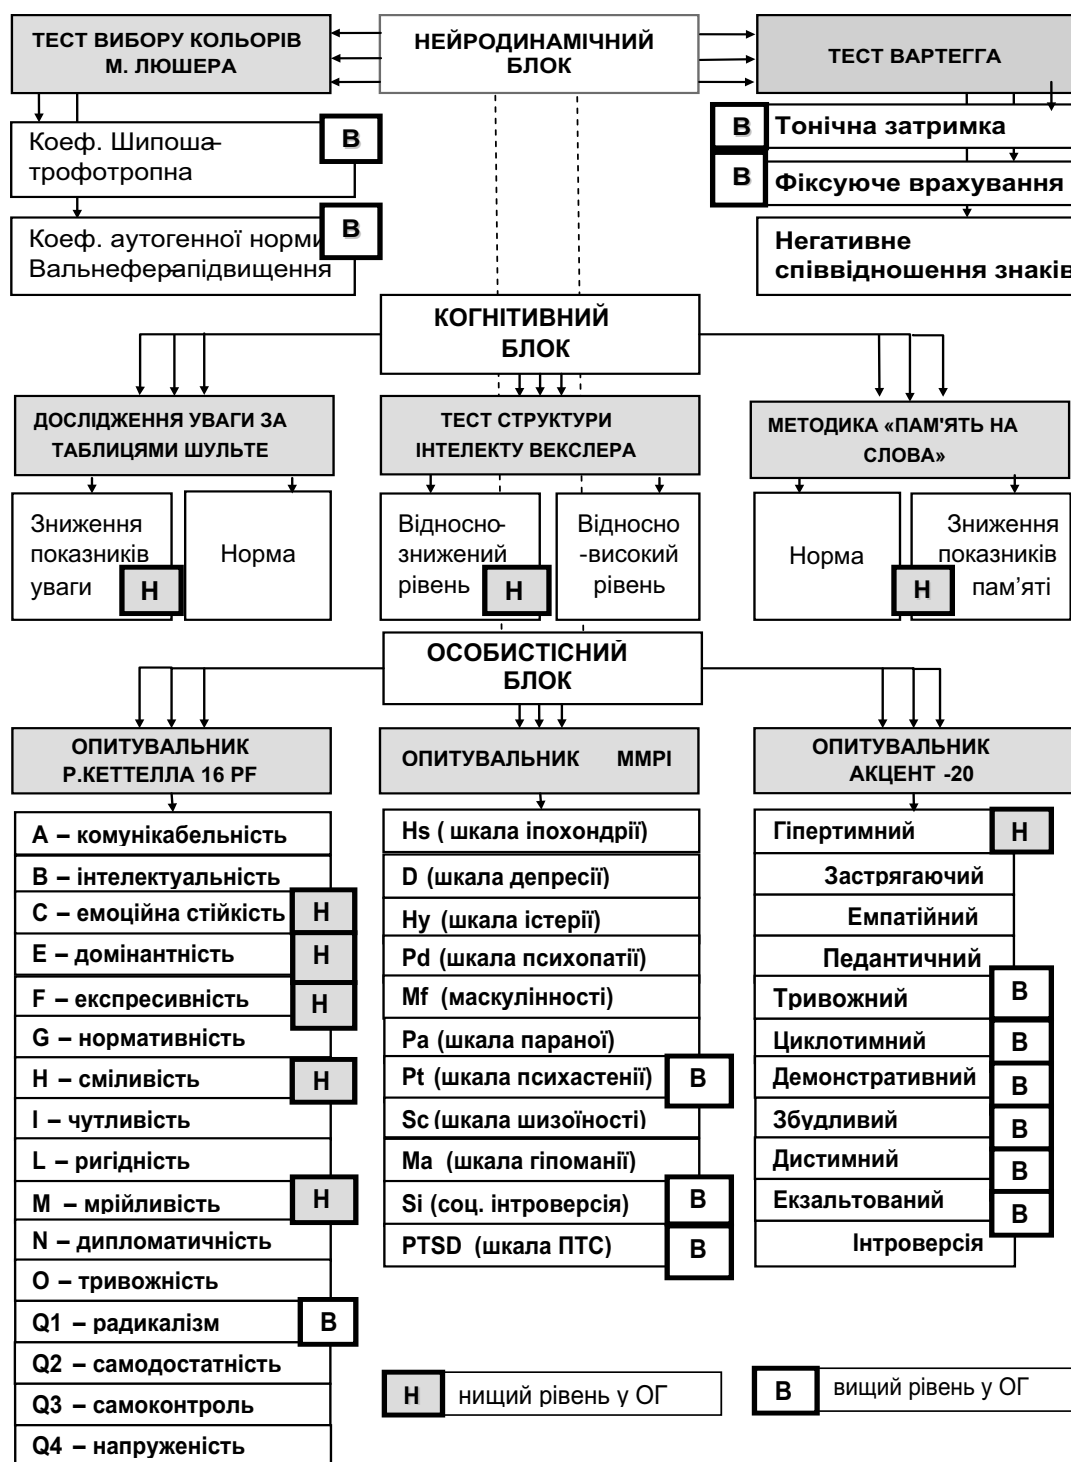 ТЕСТ ВИБОРУ КОЛЬОРІВ
М. ЛЮШЕРА
НЕЙРОДИНАМІЧНИЙ
БЛОК
ТЕСТ ВАРТЕГГА
Коеф. Шипоша–
трофотропна
В
Коеф. аутогенної норми
Вальнефера–підвищення
В
В
Тонічна затримка
В
Фіксуюче врахування
Негативне
співвідношення знаків
КОГНІТИВНИЙ
БЛОК
ДОСЛІДЖЕННЯ УВАГИ ЗА
ТАБЛИЦЯМИ ШУЛЬТЕ
ТЕСТ СТРУКТУРИ
ІНТЕЛЕКТУ ВЕКСЛЕРА
МЕТОДИКА «ПАМ'ЯТЬ НА
СЛОВА»
Зниження
показників
уваги
Н
Норма
Відносно-
знижений
рівень
Н
Відносно
-високий
рівень
Норма
Н
Зниження
показників
пам’яті
ОСОБИСТІСНИЙ
БЛОК
ОПИТУВАЛЬНИК
Р.КЕТТЕЛЛА 16 PF
ОПИТУВАЛЬНИК ММРІ
ОПИТУВАЛЬНИК
АКЦЕНТ -20
A – комунікабельність
B – інтелектуальність
C – емоційна стійкість Н
E – домінантність Н
F – експресивність Н
G – нормативність
H – сміливість Н
I – чутливість
L – ригідність
M – мрійливість Н
N – дипломатичність
O – тривожність
Q1 – радикалізм В
Q2 – самодостатність
Q3 – самоконтроль
Q4 – напруженість
Hs ( шкала іпохондрії)
D (шкала депресії)
Hy (шкала істерії)
Pd (шкала психопатії)
Mf (маскулінності)
Pa (шкала параної)
Pt (шкала психастенії) В
Sc (шкала шизоїності)
Ma (шкала гіпоманії)
Si (соц. інтроверсія) В
PTSD (шкала ПТС) В
Гіпертимний Н
Застрягаючий
Емпатійний
Педантичний
Тривожний В
Циклотимний В
Демонстративний В
Збудливий В
Дистимний В
Екзальтований В
Інтроверсія
Н нищий рівень у ОГ
В вищий рівень у ОГ